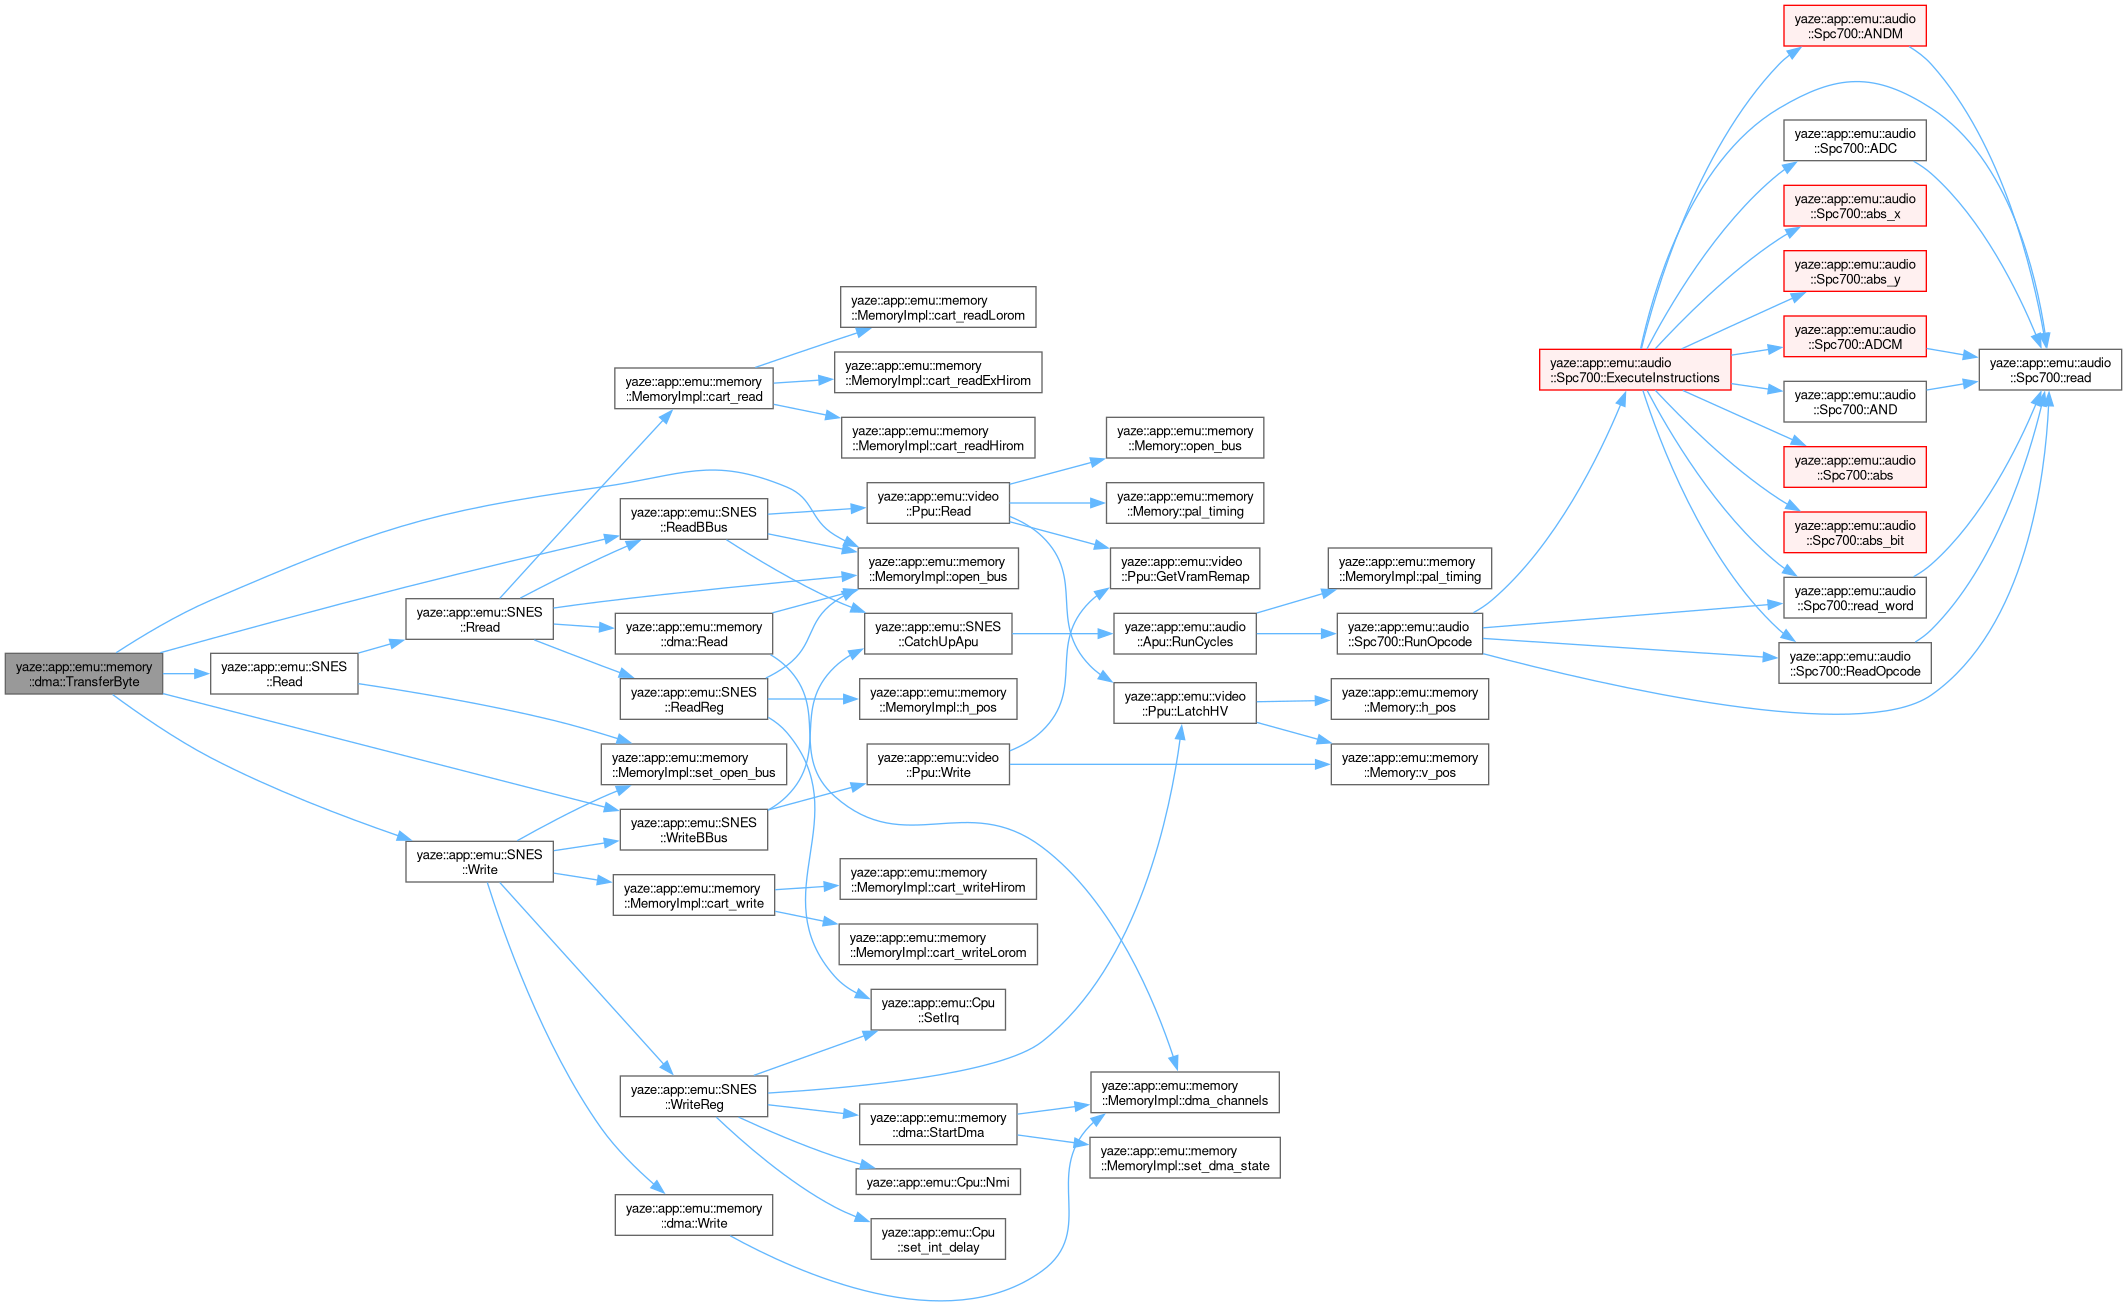 yaze::app::emu::memory
::dma::TransferByte
yaze::app::emu::SNES
::Read
yaze::app::emu::SNES
::Rread
yaze::app::emu::SNES
::Write
yaze::app::emu::memory
::MemoryImpl::cart_read
yaze::app::emu::SNES
::ReadBBus
yaze::app::emu::memory
::dma::Read
yaze::app::emu::SNES
::ReadReg
yaze::app::emu::memory
::MemoryImpl::set_open_bus
yaze::app::emu::SNES
::WriteBBus
yaze::app::emu::memory
::MemoryImpl::cart_write
yaze::app::emu::SNES
::WriteReg
yaze::app::emu::memory
::dma::Write
yaze::app::emu::memory
::MemoryImpl::cart_readLorom
yaze::app::emu::memory
::MemoryImpl::cart_readExHirom
yaze::app::emu::memory
::MemoryImpl::cart_readHirom
yaze::app::emu::video
::Ppu::Read
yaze::app::emu::memory
::MemoryImpl::open_bus
yaze::app::emu::SNES
::CatchUpApu
yaze::app::emu::memory
::MemoryImpl::h_pos
yaze::app::emu::video
::Ppu::Write
yaze::app::emu::memory
::MemoryImpl::cart_writeHirom
yaze::app::emu::memory
::MemoryImpl::cart_writeLorom
yaze::app::emu::Cpu
::SetIrq
yaze::app::emu::memory
::dma::StartDma
yaze::app::emu::Cpu::Nmi
yaze::app::emu::Cpu
::set_int_delay
yaze::app::emu::memory
::Memory::open_bus
yaze::app::emu::memory
::Memory::pal_timing
yaze::app::emu::video
::Ppu::GetVramRemap
yaze::app::emu::audio
::Apu::RunCycles
yaze::app::emu::video
::Ppu::LatchHV
yaze::app::emu::memory
::MemoryImpl::dma_channels
yaze::app::emu::memory
::MemoryImpl::set_dma_state
yaze::app::emu::memory
::MemoryImpl::pal_timing
yaze::app::emu::audio
::Spc700::RunOpcode
yaze::app::emu::memory
::Memory::h_pos
yaze::app::emu::memory
::Memory::v_pos
yaze::app::emu::audio
::Spc700::ExecuteInstructions
yaze::app::emu::audio
::Spc700::ANDM
yaze::app::emu::audio
::Spc700::ADC
yaze::app::emu::audio
::Spc700::abs_x
yaze::app::emu::audio
::Spc700::abs_y
yaze::app::emu::audio
::Spc700::ADCM
yaze::app::emu::audio
::Spc700::AND
yaze::app::emu::audio
::Spc700::abs
yaze::app::emu::audio
::Spc700::abs_bit
yaze::app::emu::audio
::Spc700::read_word
yaze::app::emu::audio
::Spc700::ReadOpcode
yaze::app::emu::audio
::Spc700::read